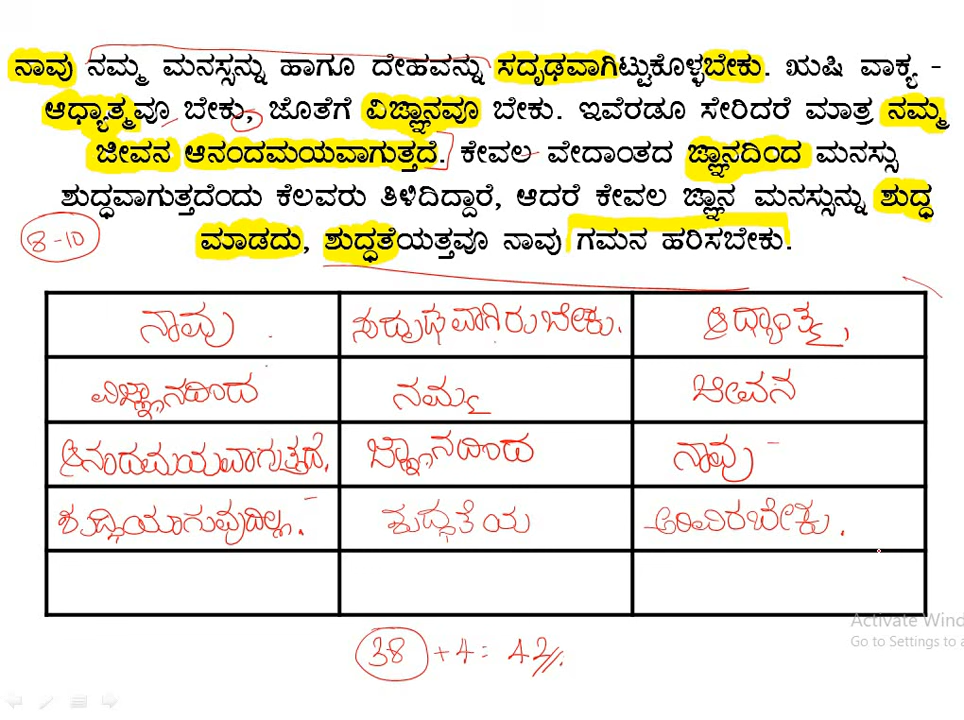 ನಾವು ನಮ್ಮ ಮನಸ್ಸನ್ನು ಹಾಗೂ ದೇಹವನ್ನು ಸದೃಢವಾಗಿಟ್ಟುಕೊಳ್ಳಬೇಕು. ಋಷಿ ವಾಕ್ಯ -
ಆಧ್ಯಾತ್ಮವೂ ಬೇಕು, ಜೊತೆಗೆ ವಿಜ್ಞಾನವೂ ಬೇಕು. ಇವೆರಡೂ ಸೇರಿದರೆ ಮಾತ್ರ ನಮ್ಮ
ಜೀವನ ಆನಂದಮಯವಾಗುತ್ತದೆ. ಕೇವಲ ವೇದಾಂತದ ಜ್ಞಾನದಿಂದ ಮನಸ್ಸು
ಶುದ್ಧವಾಗುತ್ತದೆಂದು ಕೆಲವರು ತಿಳಿದಿದ್ದಾರೆ, ಆದರೆ ಕೇವಲ ಜ್ಞಾನ ಮನಸ್ಸುನ್ನು ಶುದ್ಧ
8-10 ಮಾಡದು, ಶುದ್ಧತೆಯತ್ತವೂ ನಾವು ಗಮನ ಹರಿಸಬೇಕು.
ನಾವು. ಸುದೃಢವಾಗಿರುಬೇಕು. ಆಧ್ಯಾತ್ಮ,
ವಿಜ್ಞಾನದಿಂದ ನಮ್ಮ ಜೀವನ
ಆನಂದಮಯವಾಗುತ್ತದೆ. ಜ್ಞಾನದಿಂದ ನಾವು
ಶುದ್ಧಿಯಾಗುವುದಿಲ್ಲ. ಶುದ್ಧತೆಯ ಅರಿವಿರಬೇಕು.
38 + 4 = 42//.
Activate Wind
Go to Settings to a